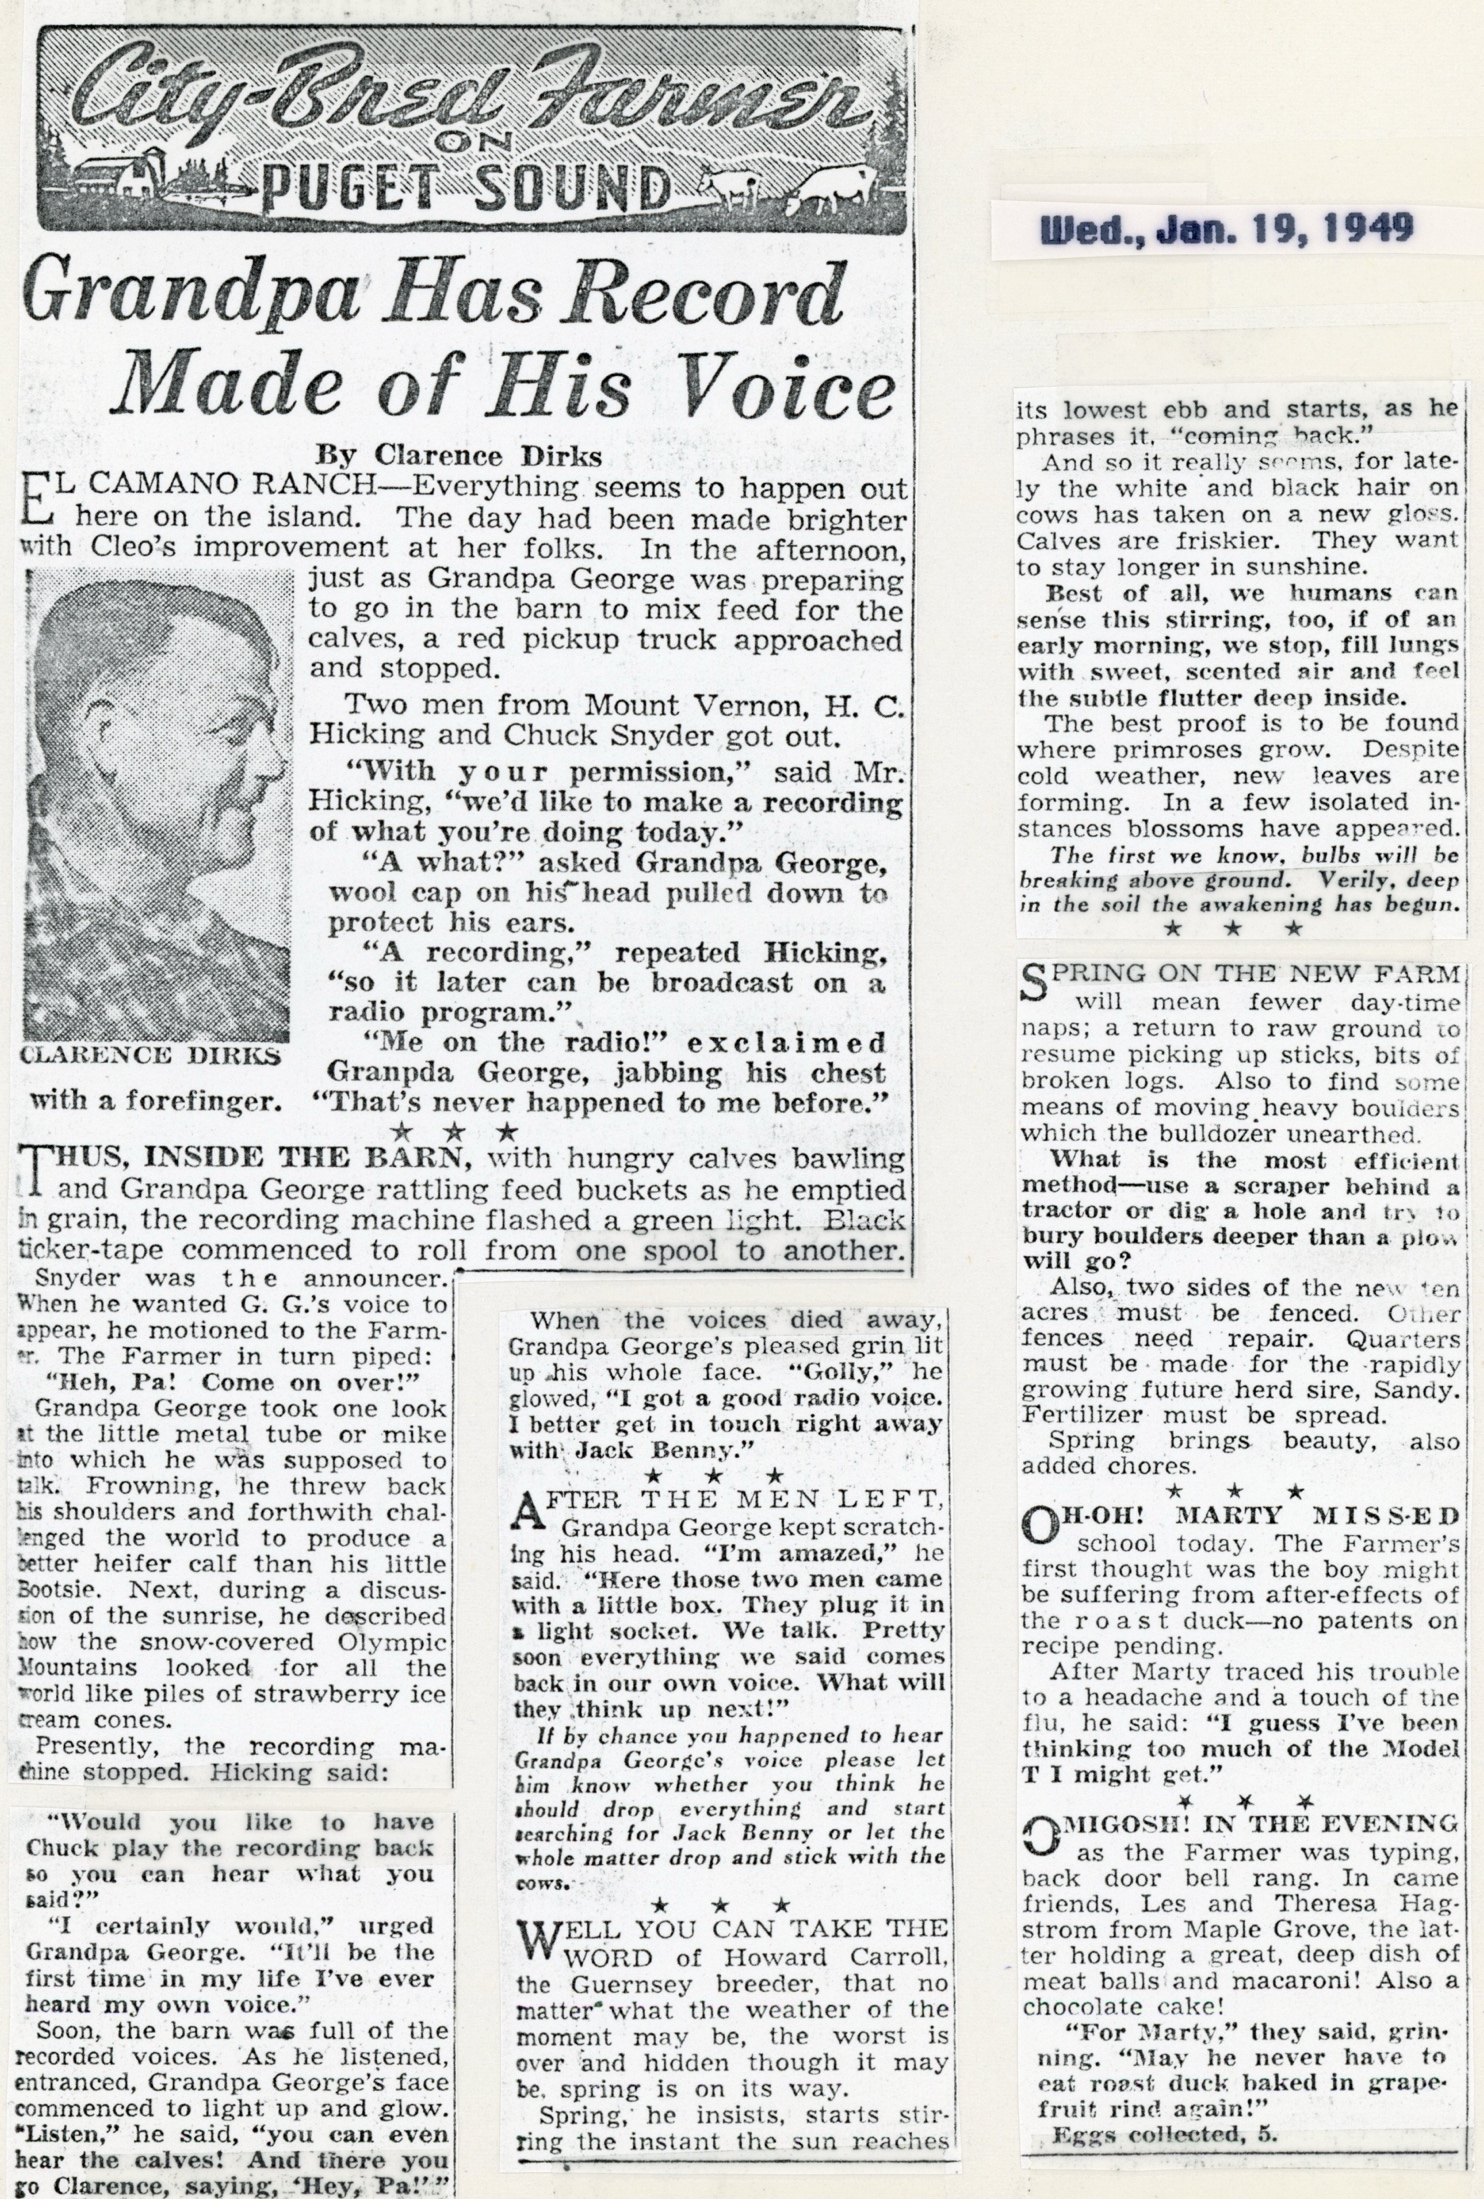 City-Bred Farmer
ON
PUGET SOUND
Wed., Jan. 19, 1949
Grandpa Has Record
Made of His Voice
By Clarence Dirks
EL CAMANO RANCH—Everything seems to happen out
here on the island. The day had been made brighter
with Cleo's improvement at her folks. In the afternoon,
just as Grandpa George was preparing
to go in the barn to mix feed for the
calves, a red pickup truck approached
and stopped.
Two men from Mount Vernon, H. C.
Hicking and Chuck Snyder got out.
"With your permission," said Mr.
Hicking, "we'd like to make a recording
of what you're doing today."
"A what?" asked Grandpa George,
wool cap on his head pulled down to
protect his ears.
"A recording," repeated Hicking,
"so it later can be broadcast on a
radio program."
"Me on the radio!" exclaimed
Granpda George, jabbing his chest
with a forefinger. "That's never happened to me before."
CLARENCE DIRKS
★ ★ ★
THUS, INSIDE THE BARN, with hungry calves bawling
and Grandpa George rattling feed buckets as he emptied
in grain, the recording machine flashed a green light. Black
ticker-tape commenced to roll from one spool to another.
Snyder was the announcer.
When he wanted G. G.'s voice to
appear, he motioned to the Farm-
er. The Farmer in turn piped:
"Heh, Pa! Come on over!"
Grandpa George took one look
at the little metal tube or mike
into which he was supposed to
talk. Frowning, he threw back
his shoulders and forthwith chal-
lenged the world to produce a
better heifer calf than his little
Bootsie. Next, during a discus-
sion of the sunrise, he described
how the snow-covered Olympic
Mountains looked for all the
world like piles of strawberry ice
cream cones.
Presently, the recording ma-
chine stopped. Hicking said:
"Would you like to have
Chuck play the recording back
so you can hear what you
said?"
"I certainly would," urged
Grandpa George. "It'll be the
first time in my life I've ever
heard my own voice."
Soon, the barn was full of the
recorded voices. As he listened,
entranced, Grandpa George's face
commenced to light up and glow.
"Listen," he said, "you can even
hear the calves! And there you
go Clarence, saying, 'Hey, Pa!'"
When the voices died away,
Grandpa George's pleased grin lit
up his whole face. "Golly," he
glowed, "I got a good radio voice.
I better get in touch right away
with Jack Benny."
★ ★ ★
AFTER THE MEN LEFT,
Grandpa George kept scratch-
ing his head. "I'm amazed," he
said. "Here those two men came
with a little box. They plug it in
a light socket. We talk. Pretty
soon everything we said comes
back in our own voice. What will
they think up next!"
If by chance you happened to hear
Grandpa George's voice please let
him know whether you think he
should drop everything and start
searching for Jack Benny or let the
whole matter drop and stick with the
cows.
★ ★ ★
WELL YOU CAN TAKE THE
WORD of Howard Carroll,
the Guernsey breeder, that no
matter what the weather of the
moment may be, the worst is
over and hidden though it may
be, spring is on its way.
Spring, he insists, starts stir-
ring the instant the sun reaches
its lowest ebb and starts, as he
phrases it, "coming back."
And so it really seems, for late-
ly the white and black hair on
cows has taken on a new gloss.
Calves are friskier. They want
to stay longer in sunshine.
Best of all, we humans can
sense this stirring, too, if of an
early morning, we stop, fill lungs
with sweet, scented air and feel
the subtle flutter deep inside.
The best proof is to be found
where primroses grow. Despite
cold weather, new leaves are
forming. In a few isolated in-
stances blossoms have appeared.
The first we know, bulbs will be
breaking above ground. Verily, deep
in the soil the awakening has begun.
★ ★ ★
SPRING ON THE NEW FARM
will mean fewer day-time
naps; a return to raw ground to
resume picking up sticks, bits of
broken logs. Also to find some
means of moving heavy boulders
which the bulldozer unearthed.
What is the most efficient
method—use a scraper behind a
tractor or dig a hole and try to
bury boulders deeper than a plow
will go?
Also, two sides of the new ten
acres must be fenced. Other
fences need repair. Quarters
must be made for the rapidly
growing future herd sire, Sandy.
Fertilizer must be spread.
Spring brings beauty, also
added chores.
★ ★ ★
OH-OH! MARTY MISS-ED
school today. The Farmer's
first thought was the boy might
be suffering from after-effects of
the roast duck—no patents on
recipe pending.
After Marty traced his trouble
to a headache and a touch of the
flu, he said: "I guess I've been
thinking too much of the Model
T I might get."
★ ★ ★
OMIGOSH! IN THE EVENING
as the Farmer was typing,
back door bell rang. In came
friends, Les and Theresa Hag-
strom from Maple Grove, the lat-
ter holding a great, deep dish of
meat balls and macaroni! Also a
chocolate cake!
"For Marty," they said, grin-
ning. "May he never have to
eat roast duck baked in grape-
fruit rind again!"
Eggs collected, 5.